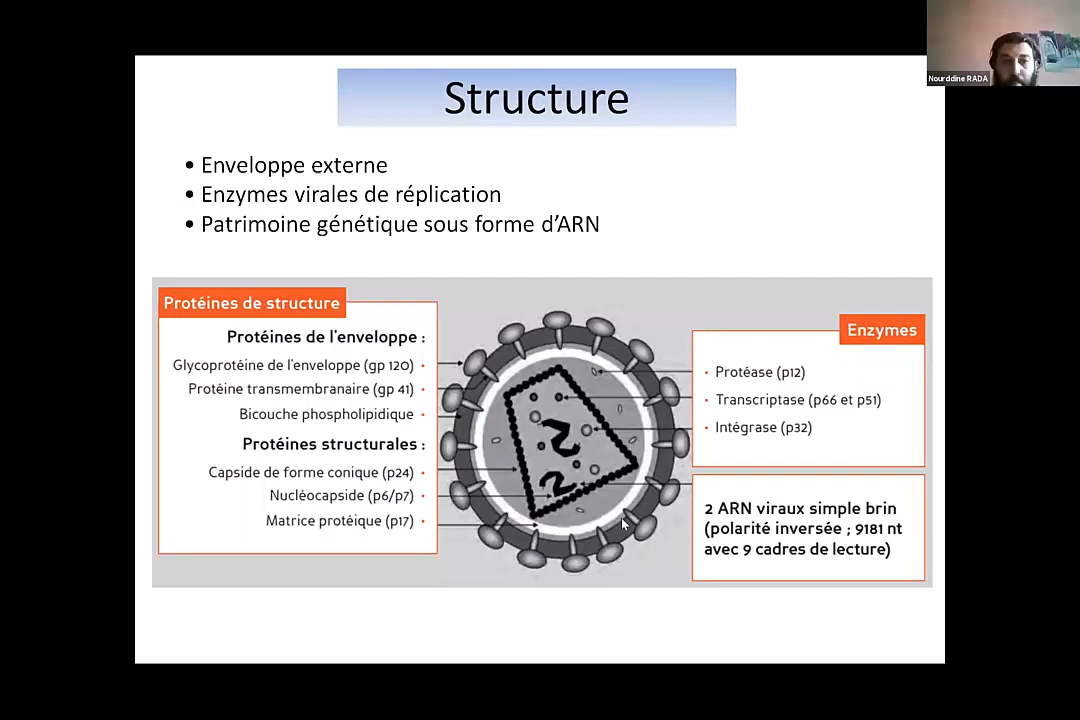 Structure
• Enveloppe externe
• Enzymes virales de réplication
• Patrimoine génétique sous forme d’ARN
Protéines de structure
Protéines de l'enveloppe :
Glycoprotéine de l'enveloppe (gp 120) •
Protéine transmembranaire (gp 41) •
Bicouche phospholipidique •
Protéines structurales :
Capside de forme conique (p24) •
Nucléocapside (p6/p7) •
Matrice protéique (p17) •
Enzymes
• Protéase (p12)
• Transcriptase (p66 et p51)
• Intégrase (p32)
2 ARN viraux simple brin
(polarité inversée ; 9181 nt
avec 9 cadres de lecture)
Nourddine RADA